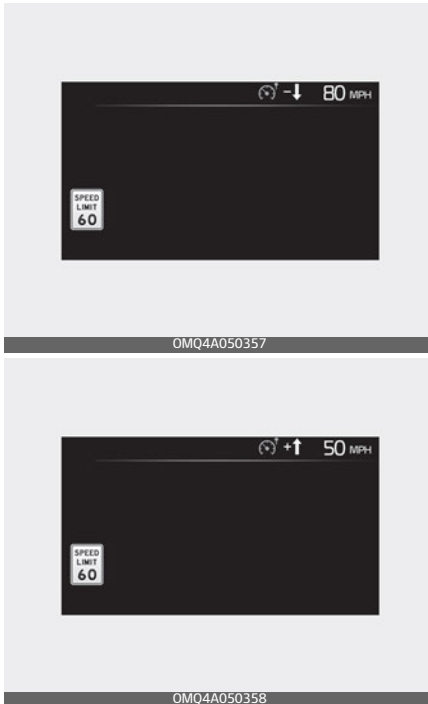 - 80 MPH
SPEED
LIMIT
60
OMQ4A050357
+ 50 MPH
SPEED
LIMIT
60
OMQ4A050358